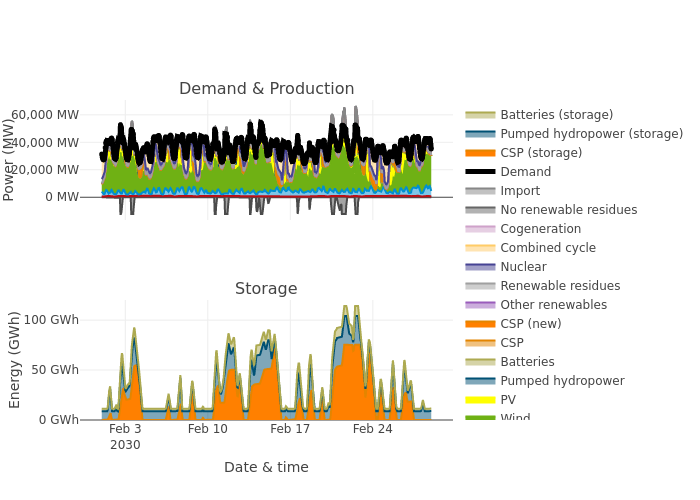 Demand & Production
60,000 MW
40,000 MW
20,000 MW
0 MW
Power (MW)
Storage
100 GWh
50 GWh
0 GWh
Energy (GWh)
Feb 3
2030
Feb 10
Feb 17
Feb 24
Date & time
Batteries (storage)
Pumped hydropower (storage)
CSP (storage)
Demand
Import
No renewable residues
Cogeneration
Combined cycle
Nuclear
Renewable residues
Other renewables
CSP (new)
CSP
Batteries
Pumped hydropower
PV
Wind